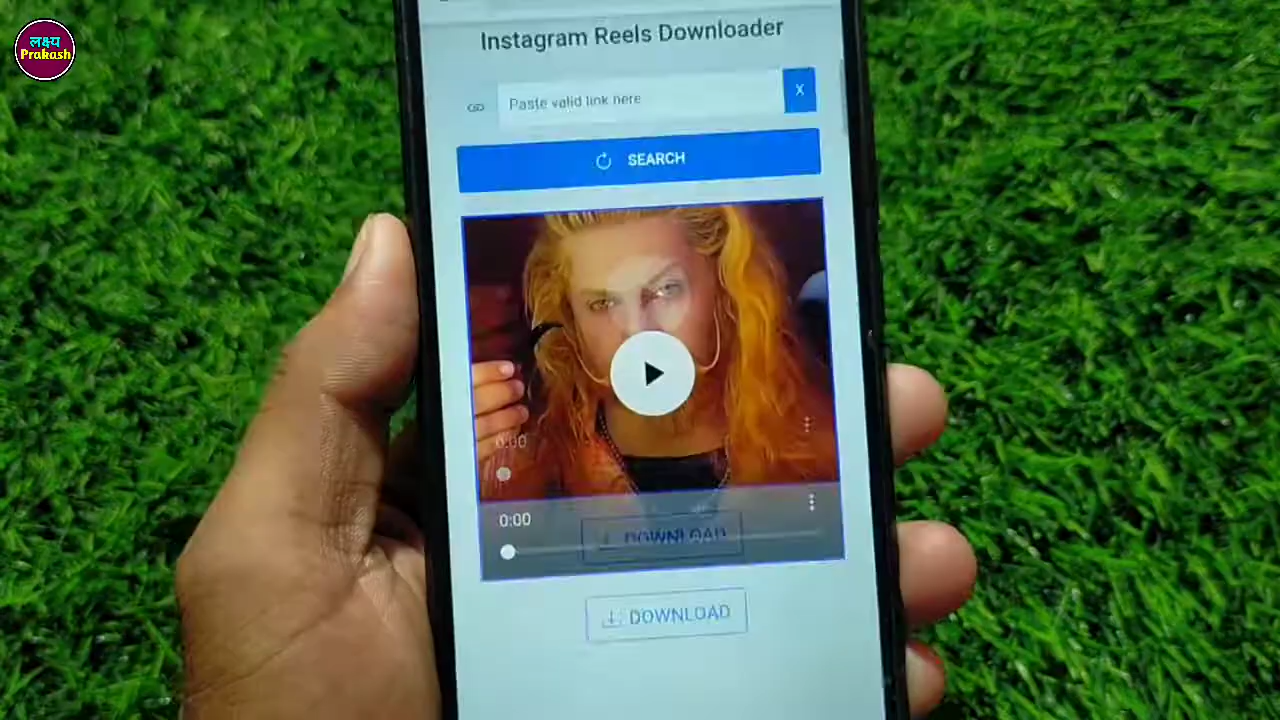 लक्ष्य
Prakash
Instagram Reels Downloader
Paste valid link here
X
SEARCH
0:00
0:00
DOWNLOAD
DOWNLOAD